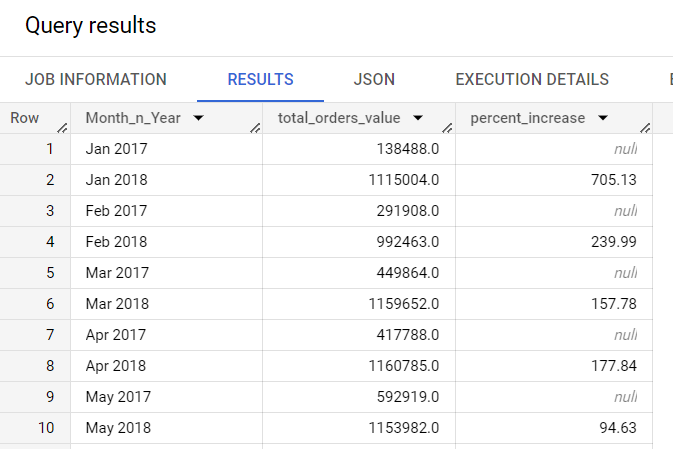 Query results
JOB INFORMATION RESULTS JSON EXECUTION DETAILS
Row Month_n_Year total_orders_value percent_increase
1 Jan 2017 138488.0 null
2 Jan 2018 1115004.0 705.13
3 Feb 2017 291908.0 null
4 Feb 2018 992463.0 239.99
5 Mar 2017 449864.0 null
6 Mar 2018 1159652.0 157.78
7 Apr 2017 417788.0 null
8 Apr 2018 1160785.0 177.84
9 May 2017 592919.0 null
10 May 2018 1153982.0 94.63